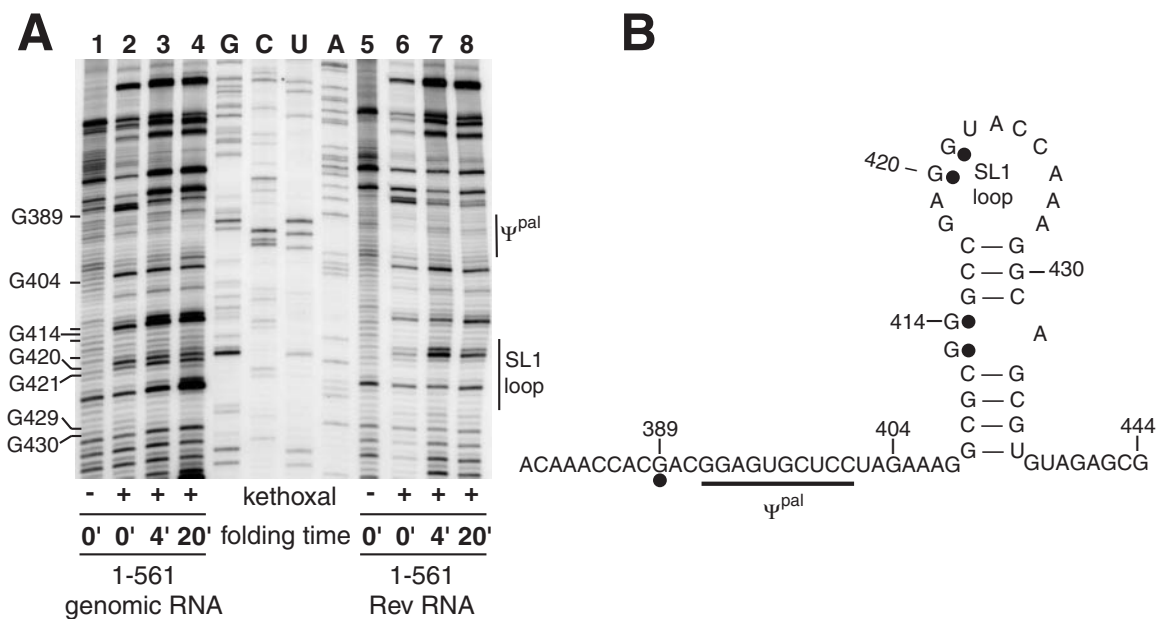 A
1 2 3 4 G C U A 5 6 7 8
G389
G404
G414
G420
G421
G429
G430
Ψpal
SL1
loop
- + + + kethoxal - + + +
0' 0' 4' 20' folding time 0' 0' 4' 20'
1-561
genomic RNA
1-561
Rev RNA
B
U A C
G C
420 G SL1 A
loop
A A
G A
C G
C G 430
G C
414 G
A
G
C G
G C
C G
G U
389 404 444
ACAAACCACGACGGAGUGCUCCUAGAAAG
GUAGAGCG
Ψpal